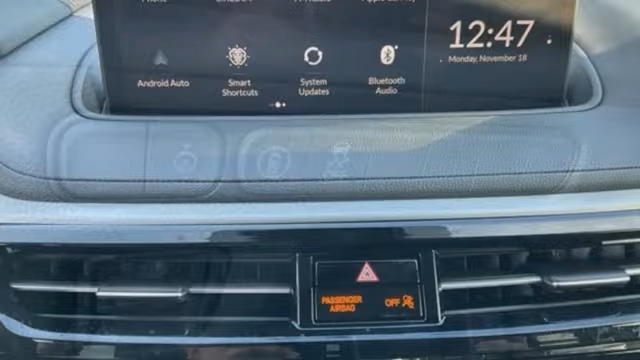 Android Auto
Smart
Shortcuts
System
Updates
Bluetooth
Audio
12:47
Monday, November 18
PASSENGER
AIRBAG
OFF